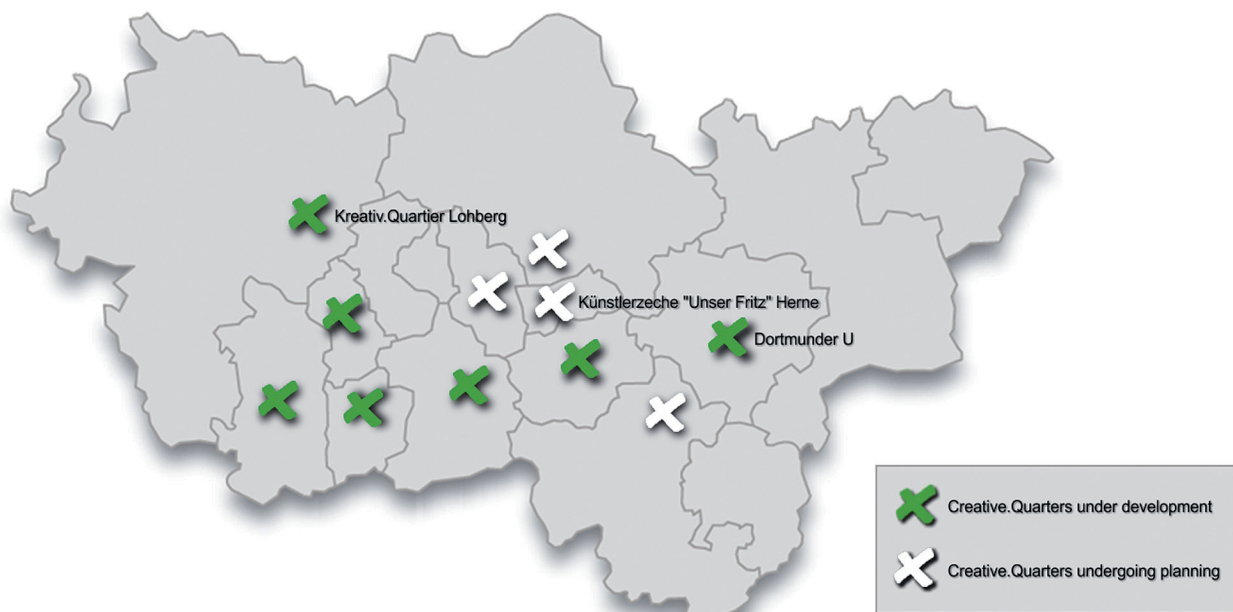 Kreativ.Quartier Lohberg
Künstlerzeche "Unser Fritz" Herne
Dortmunder U
Creative.Quarters under development
Creative.Quarters undergoing planning